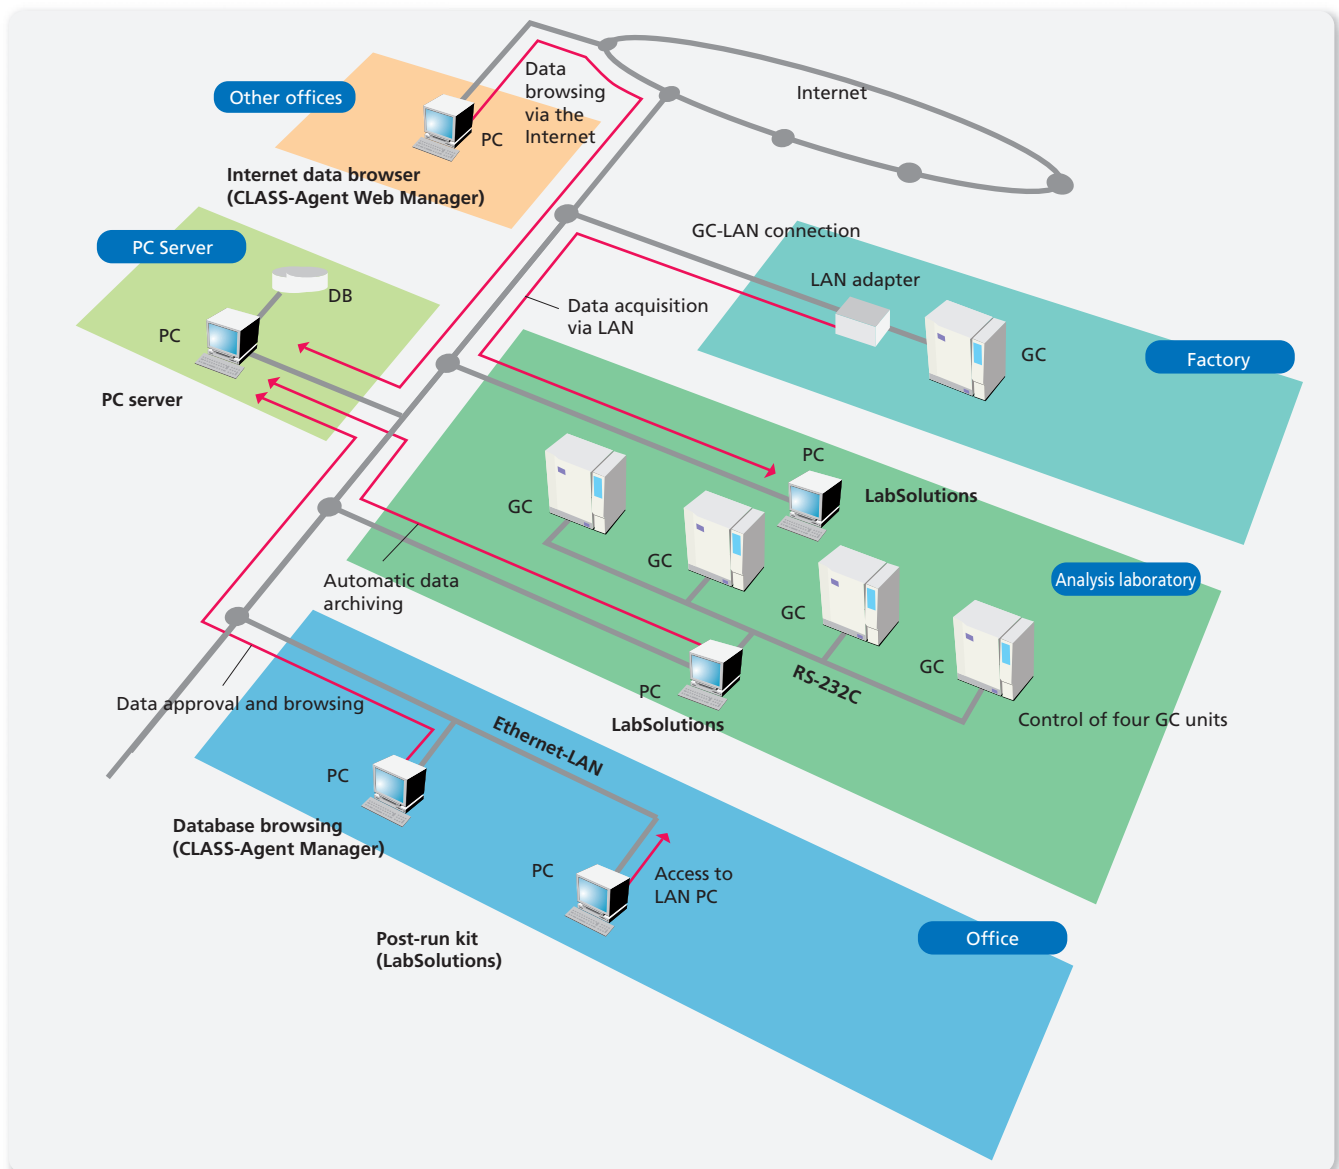 Data
browsing
via the
Internet
Internet
Other offices
PC
Internet data browser
(CLASS-Agent Web Manager)
GC-LAN connection
PC Server
LAN adapter
DB
Data acquisition
via LAN
PC
GC
Factory
PC server
PC
LabSolutions
GC
GC
Automatic data
archiving
Analysis laboratory
GC
GC
RS-232C
PC
Control of four GC units
LabSolutions
Data approval and browsing
Ethernet-LAN
PC
Database browsing
(CLASS-Agent Manager)
PC
Access to
LAN PC
Post-run kit
(LabSolutions)
Office